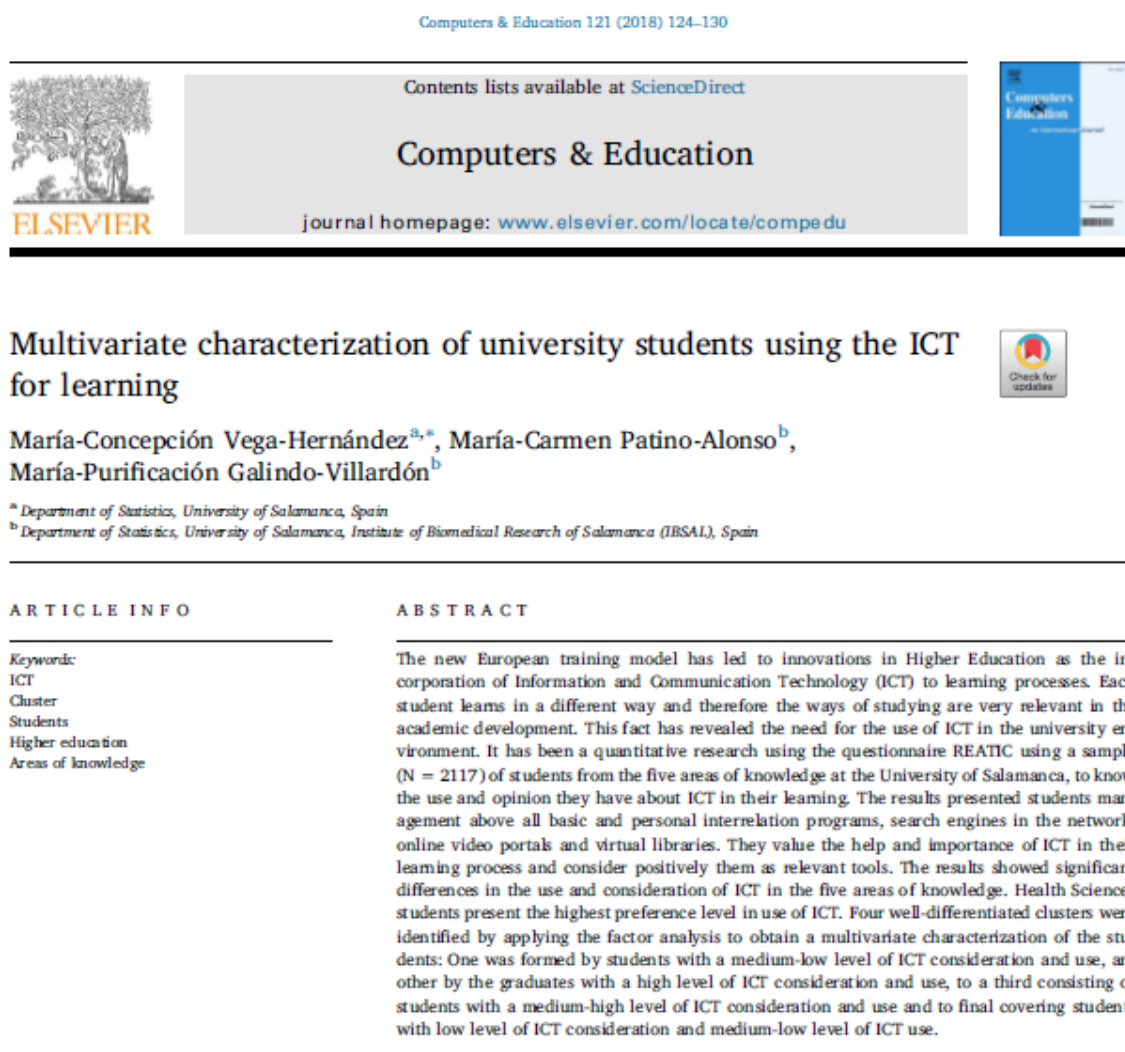 Computers & Education 121 (2018) 124–130
Contents lists available at ScienceDirect
Computers & Education
journal homepage: www.elsevier.com/locate/compedu
ELSEVIER
Computers
&
Education
Multivariate characterization of university students using the ICT
for learning
Check for
updates
María-Concepción Vega-Hernández a,*, María-Carmen Patino-Alonso b,
María-Purificación Galindo-Villardón b
a Department of Statistics, University of Salamanca, Spain
b Department of Statistics, University of Salamanca, Institute of Biomedical Research of Salamanca (IBSAL), Spain
ARTICLE INFO
Keywords:
ICT
Cluster
Students
Higher education
Areas of knowledge
ABSTRACT
The new European training model has led to innovations in Higher Education as the in
corporation of Information and Communication Technology (ICT) to learning processes. Eac
student learns in a different way and therefore the ways of studying are very relevant in th
academic development. This fact has revealed the need for the use of ICT in the university en
vironment. It has been a quantitative research using the questionnaire REATIC using a sampl
(N = 2117) of students from the five areas of knowledge at the University of Salamanca, to know
the use and opinion they have about ICT in their learning. The results presented students man
agement above all basic and personal interrelation programs, search engines in the network
online video portals and virtual libraries. They value the help and importance of ICT in the
learning process and consider positively them as relevant tools. The results showed significan
differences in the use and consideration of ICT in the five areas of knowledge. Health Science
students present the highest preference level in use of ICT. Four well-differentiated clusters wer
identified by applying the factor analysis to obtain a multivariate characterization of the stu
dents: One was formed by students with a medium-low level of ICT consideration and use, an
other by the graduates with a high level of ICT consideration and use, to a third consisting o
students with a medium-high level of ICT consideration and use and to final covering student
with low level of ICT consideration and medium-low level of ICT use.